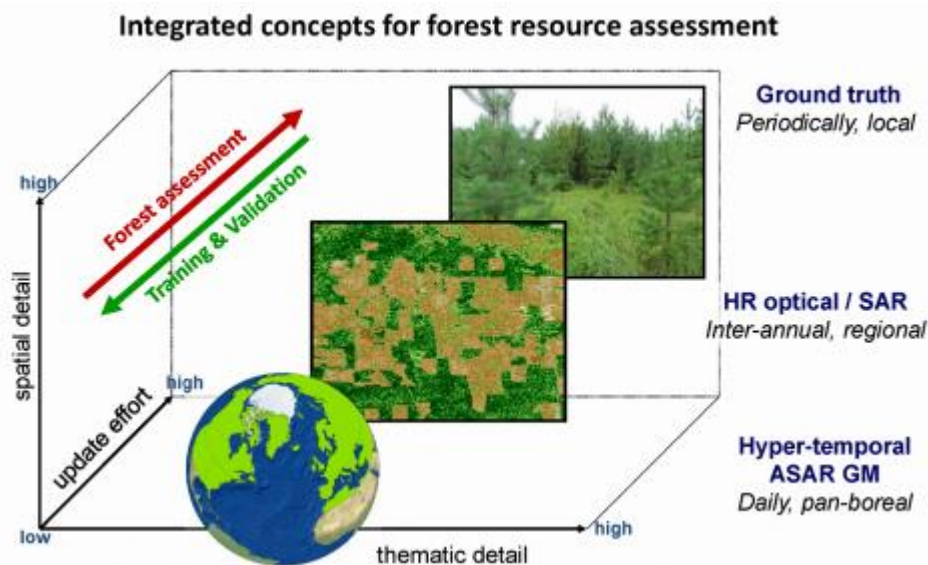 Integrated concepts for forest resource assessment
Ground truth
Periodically, local
high
Forest assessment
Training & Validation
HR optical / SAR
Inter-annual, regional
spatial detail
high
update effort
Hyper-temporal
ASAR GM
Daily, pan-boreal
low
high
thematic detail